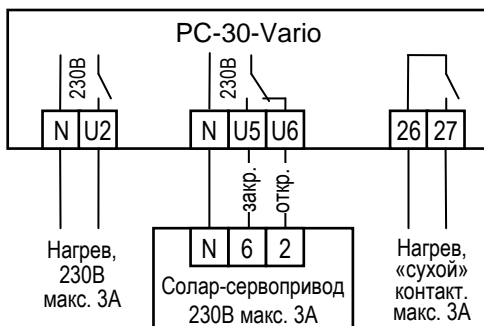 PC-30-Vario
230В
230В
N U2 N U5 U6 26 27
закр.
откр.
N 6 2
Нагрев,
230В
макс. 3А
Солар-сервопривод
230В макс. 3А
Нагрев,
«сухой»
контакт.
макс. 3А